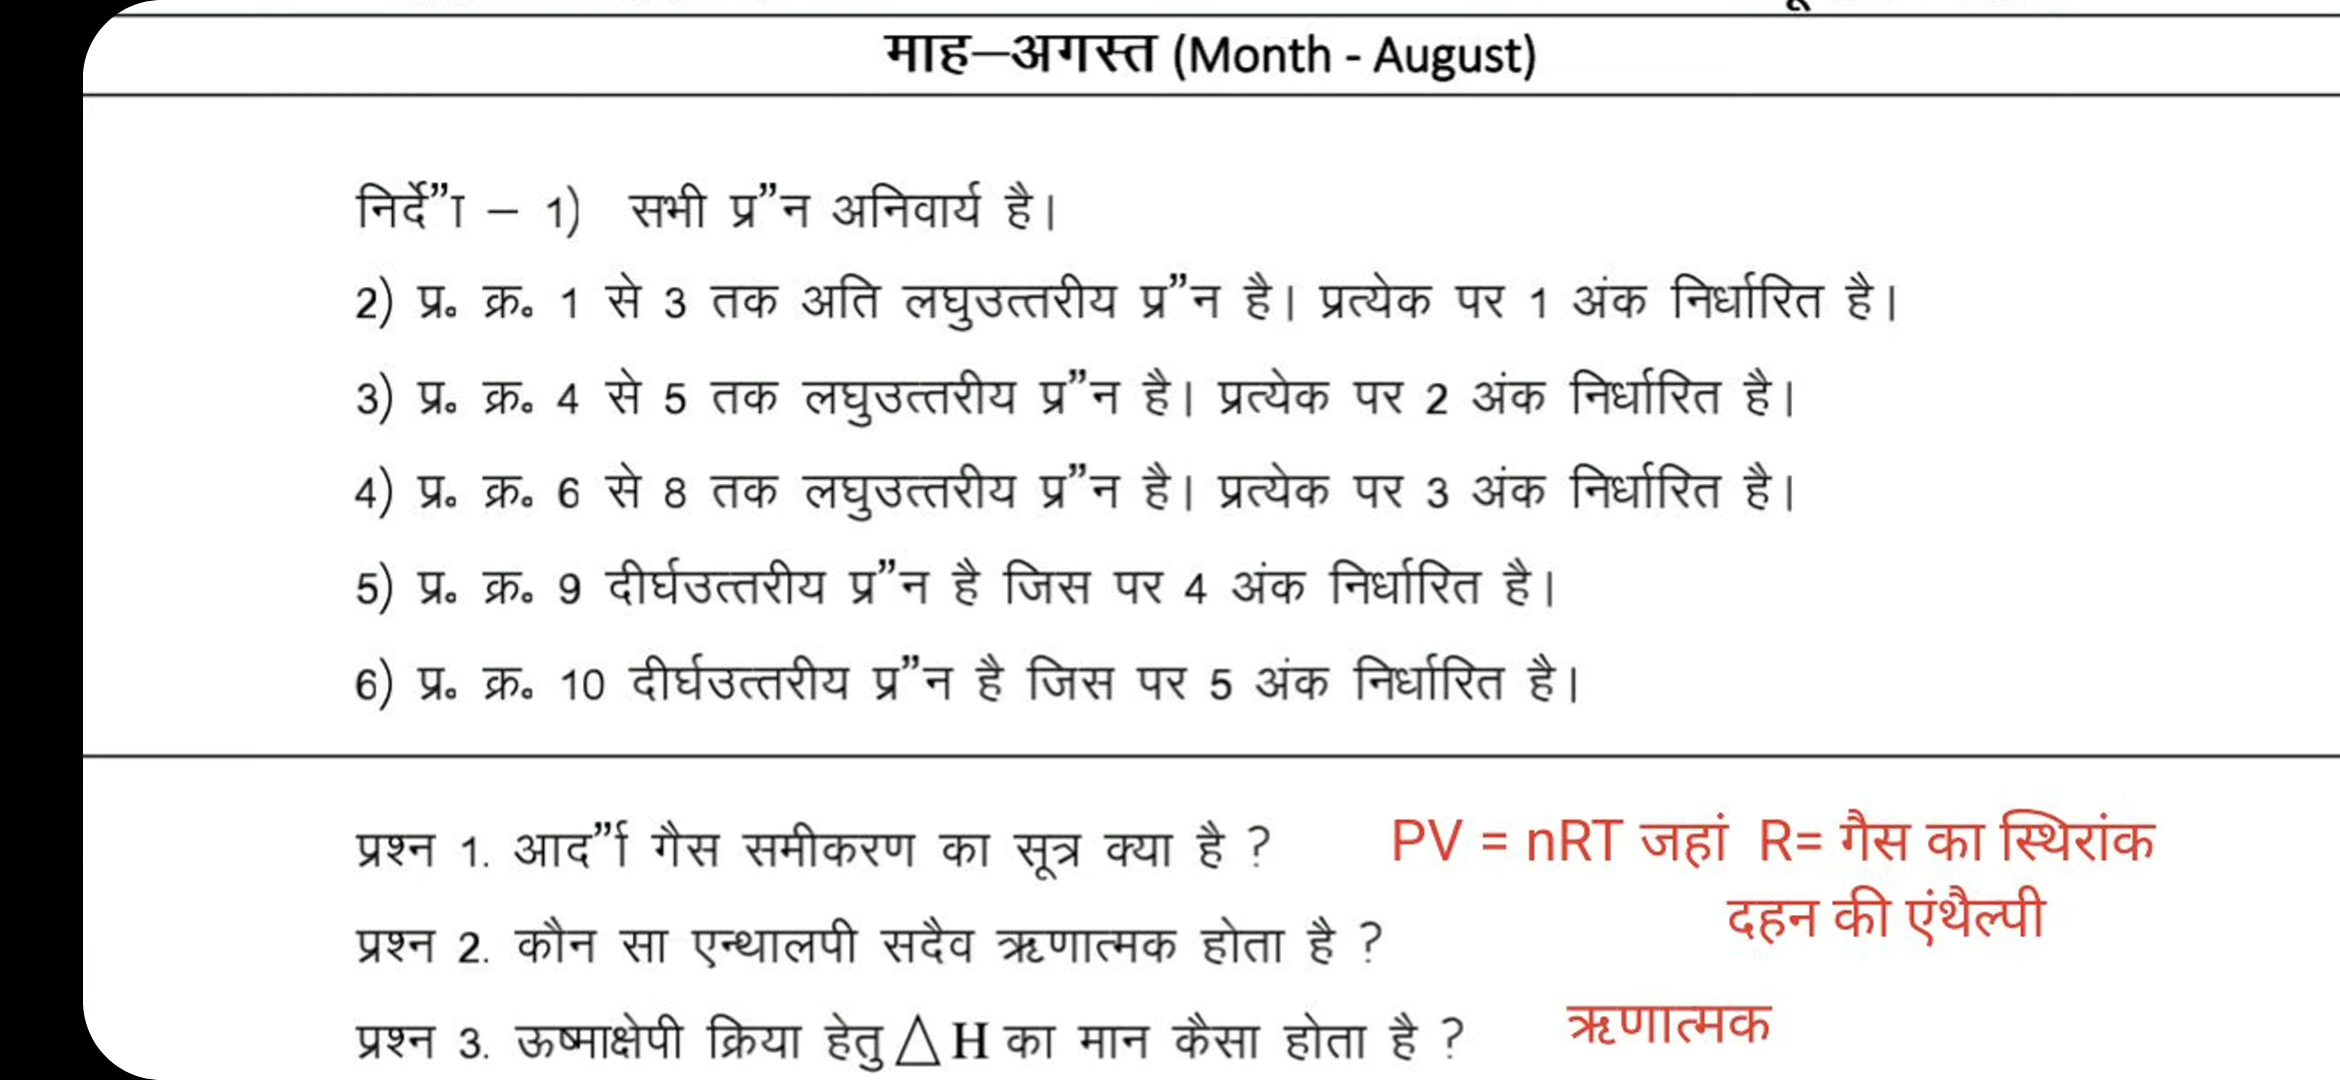 माह–अगस्त (Month - August)
निर्दे”ा – 1) सभी प्र”न अनिवार्य है।
2) प्र. क्र. 1 से 3 तक अति लघुउत्तरीय प्र”न है। प्रत्येक पर 1 अंक निर्धारित है।
3) प्र. क्र. 4 से 5 तक लघुउत्तरीय प्र”न है। प्रत्येक पर 2 अंक निर्धारित है।
4) प्र. क्र. 6 से 8 तक लघुउत्तरीय प्र”न है। प्रत्येक पर 3 अंक निर्धारित है।
5) प्र. क्र. 9 दीर्घउत्तरीय प्र”न है जिस पर 4 अंक निर्धारित है।
6) प्र. क्र. 10 दीर्घउत्तरीय प्र”न है जिस पर 5 अंक निर्धारित है।
प्रश्न 1. आद”र्ा गैस समीकरण का सूत्र क्या है ? PV = nRT जहां R= गैस का स्थिरांक
दहन की एंथैल्पी
प्रश्न 2. कौन सा एन्थालपी सदैव ऋणात्मक होता है ?
प्रश्न 3. ऊष्माक्षेपी क्रिया हेतु △H का मान कैसा होता है ? ऋणात्मक